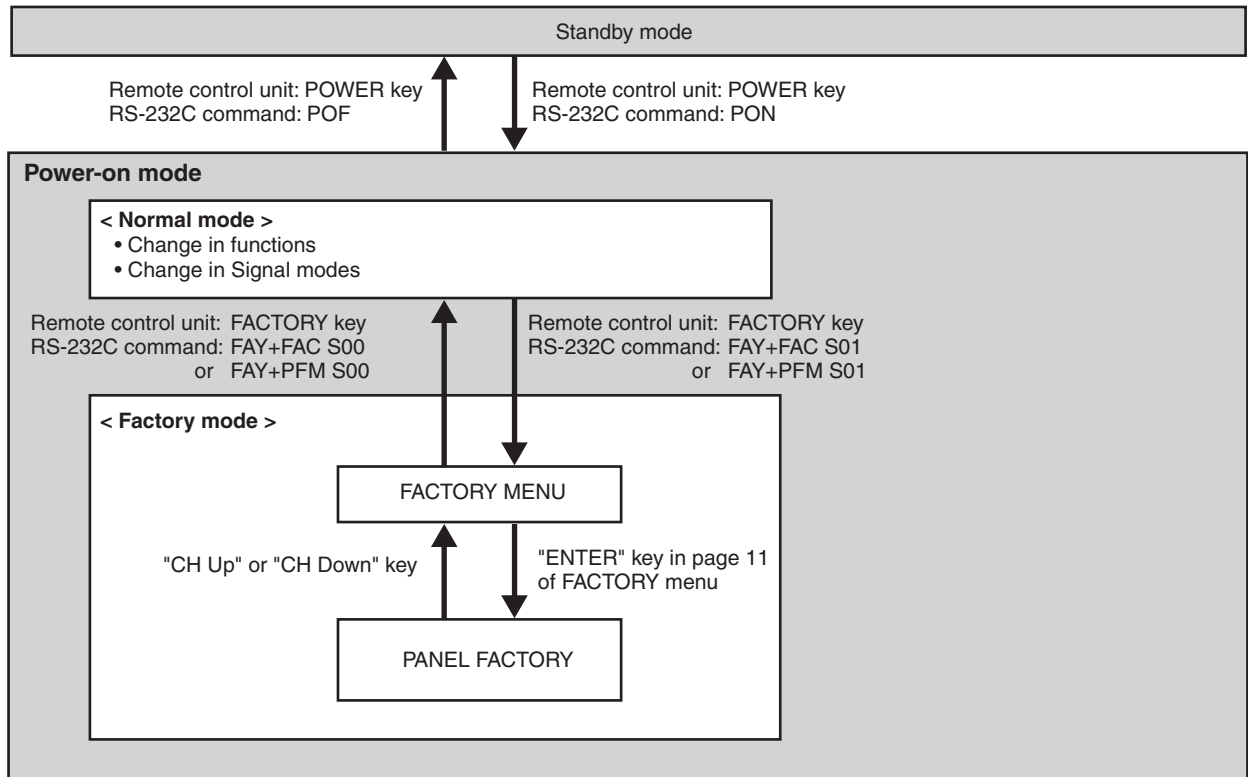 Standby mode
Remote control unit: POWER key
RS-232C command: POF
Remote control unit: POWER key
RS-232C command: PON
Power-on mode
< Normal mode >
• Change in functions
• Change in Signal modes
Remote control unit: FACTORY key
RS-232C command: FAY+FAC S00
or FAY+PFM S00
Remote control unit: FACTORY key
RS-232C command: FAY+FAC S01
or FAY+PFM S01
< Factory mode >
FACTORY MENU
"CH Up" or "CH Down" key
"ENTER" key in page 11
of FACTORY menu
PANEL FACTORY